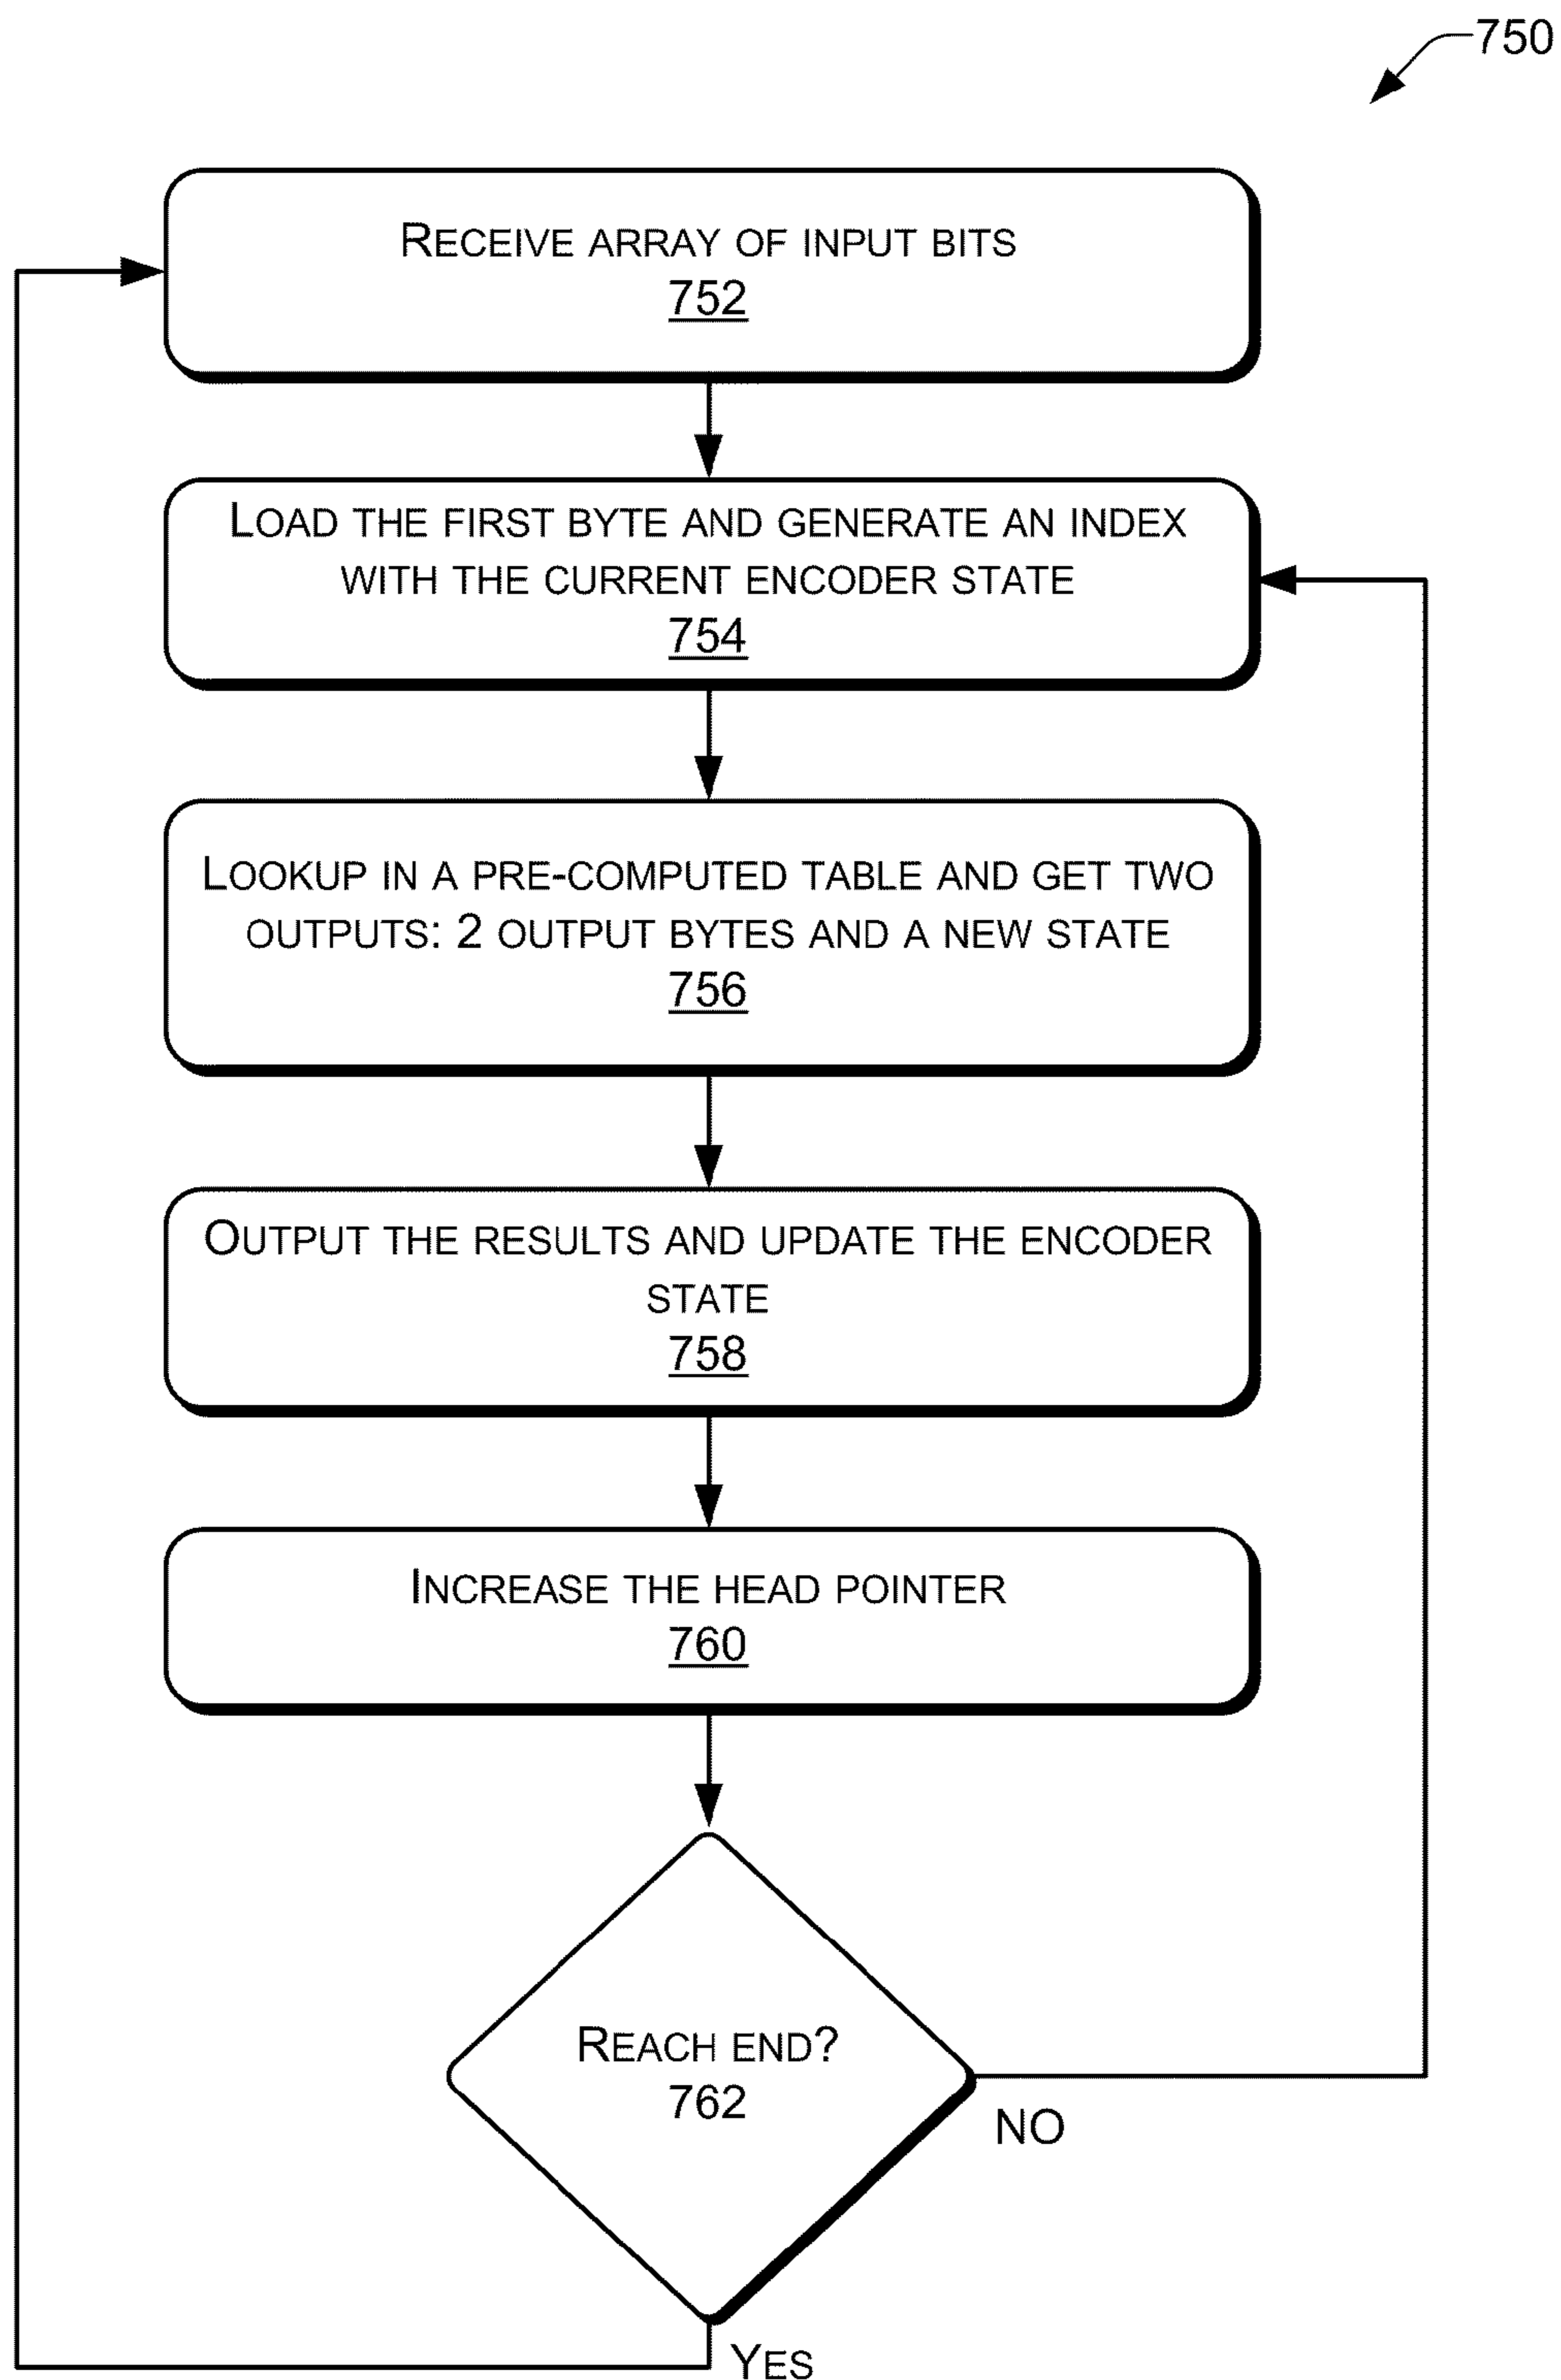 750
RECEIVE ARRAY OF INPUT BITS
752
LOAD THE FIRST BYTE AND GENERATE AN INDEX
WITH THE CURRENT ENCODER STATE
754
LOOKUP IN A PRE-COMPUTED TABLE AND GET TWO
OUTPUTS: 2 OUTPUT BYTES AND A NEW STATE
756
OUTPUT THE RESULTS AND UPDATE THE ENCODER
STATE
758
INCREASE THE HEAD POINTER
760
REACH END?
762
NO
YES